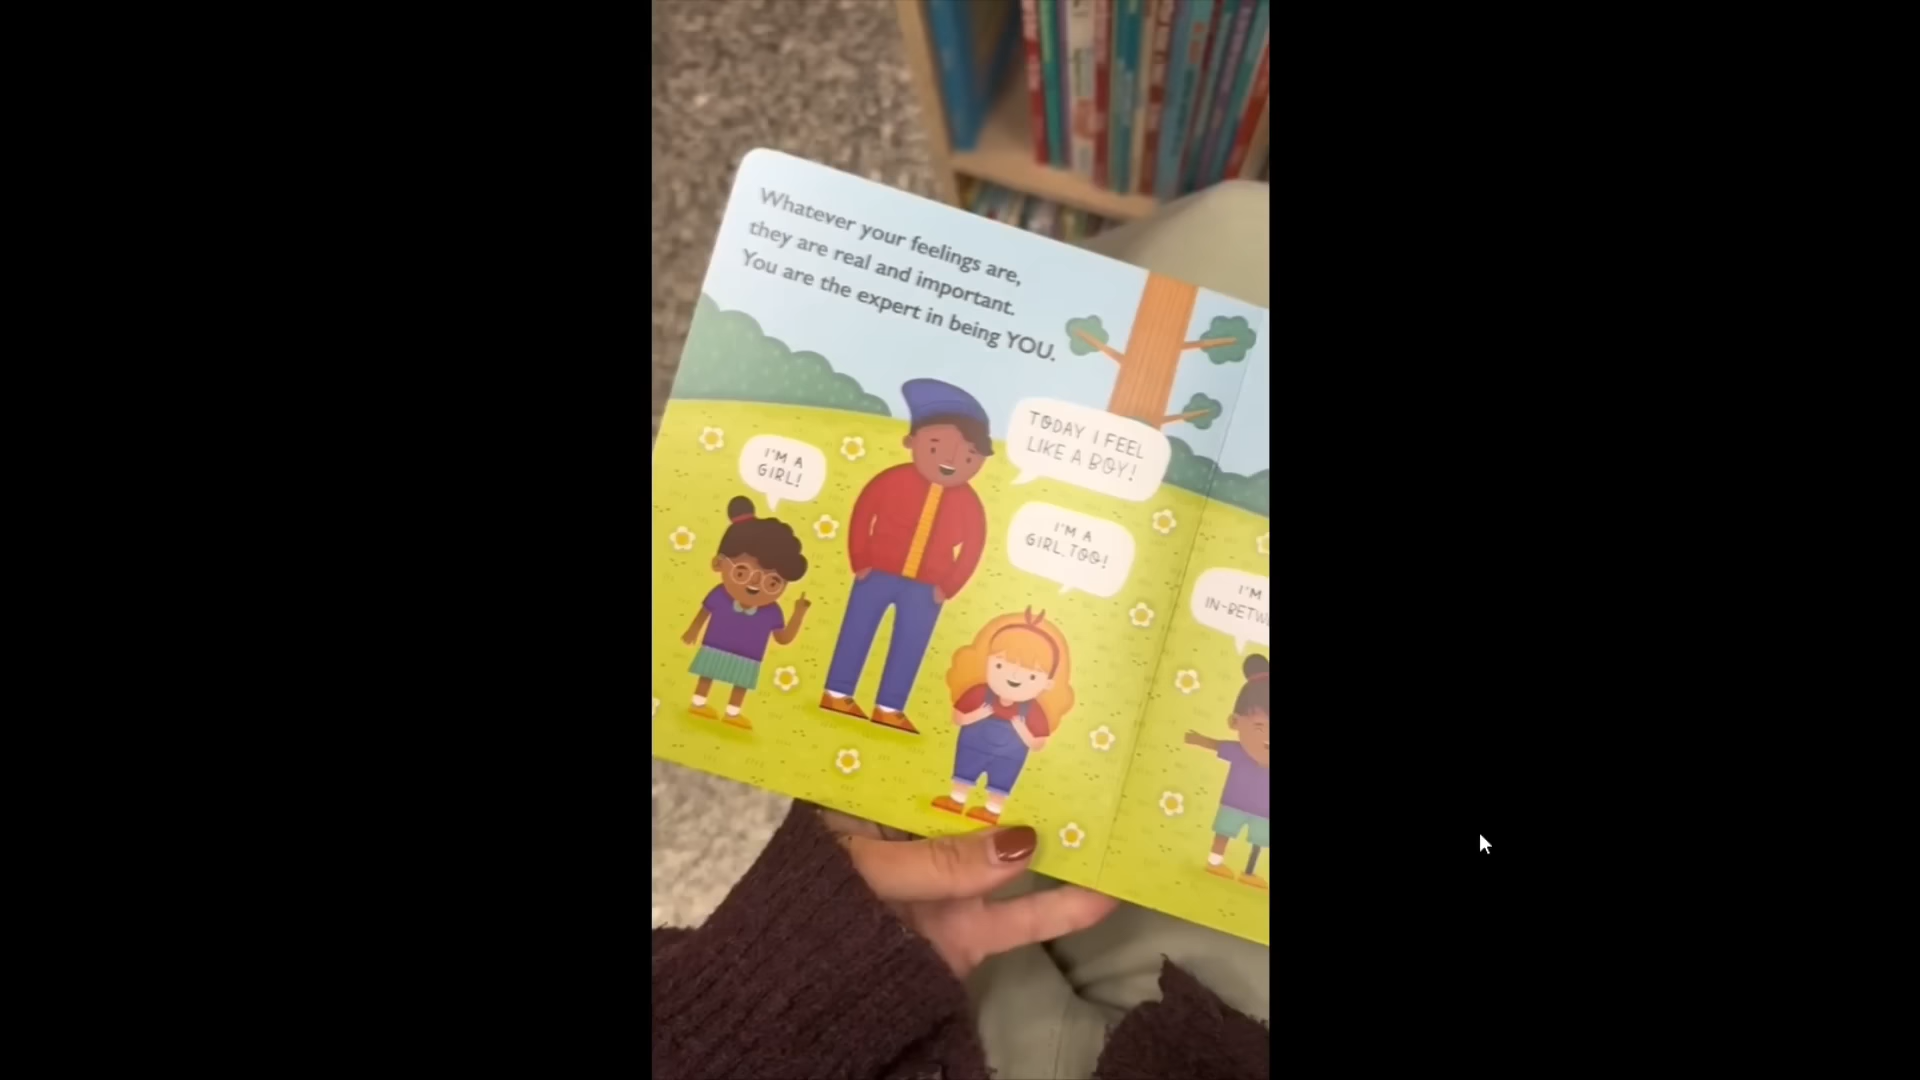 Whatever your feelings are,
they are real and important.
You are the expert in being YOU.
I'M A
GIRL!
TODAY I FEEL
LIKE A BOY!
I'M A
GIRL, TOO!
I'M